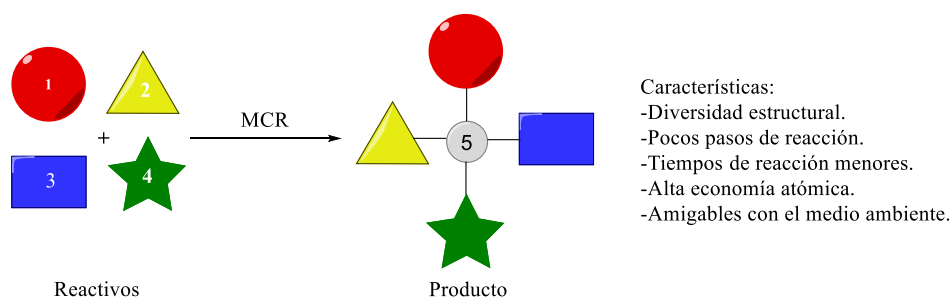 1
2
+
3
4
MCR
5
Reactivos
Producto
Características:
-Diversidad estructural.
-Pocos pasos de reacción.
-Tiempos de reacción menores.
-Alta economía atómica.
-Amigables con el medio ambiente.